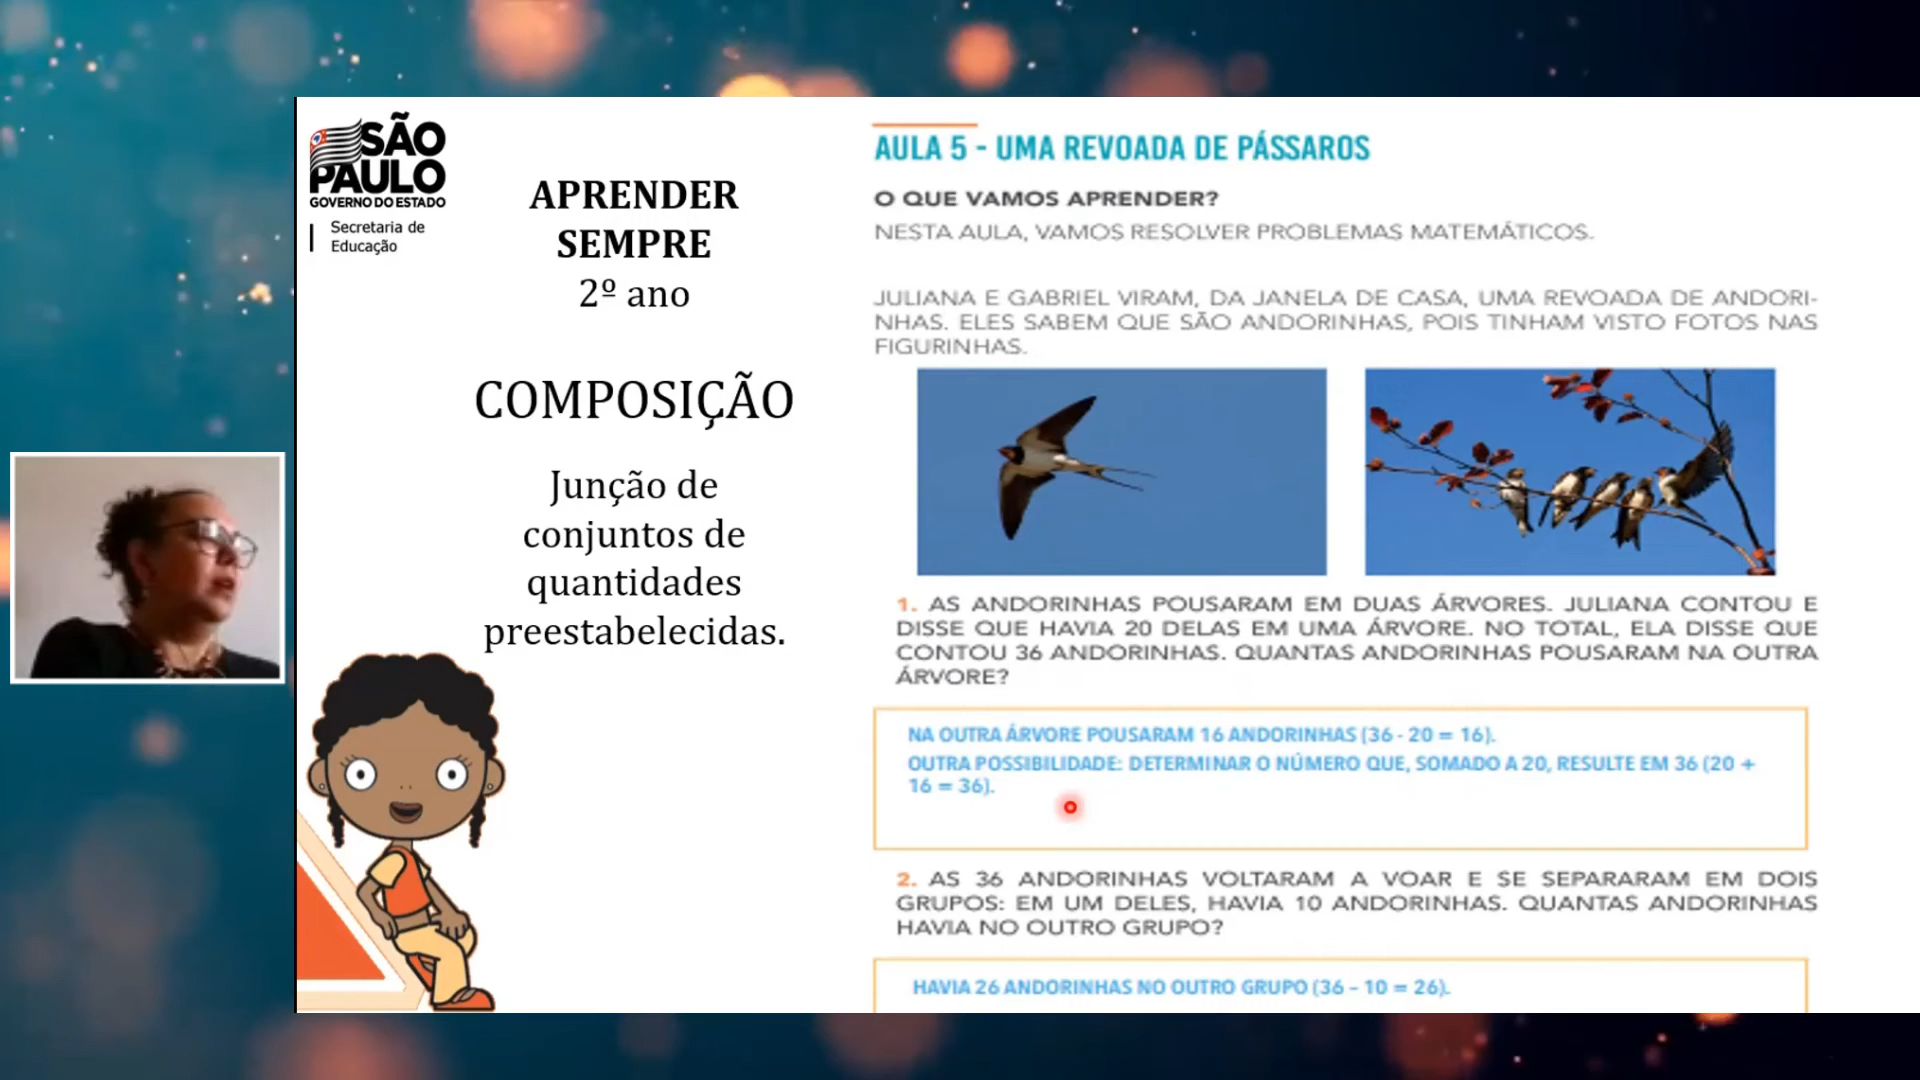 SÃO
PAULO
GOVERNO DO ESTADO
Secretaria de
Educação
APRENDER
SEMPRE
2º ano
COMPOSIÇÃO
Junção de
conjuntos de
quantidades
preestabelecidas.
AULA 5 - UMA REVOADA DE PÁSSAROS
O QUE VAMOS APRENDER?
NESTA AULA, VAMOS RESOLVER PROBLEMAS MATEMÁTICOS.
JULIANA E GABRIEL VIRAM, DA JANELA DE CASA, UMA REVOADA DE ANDORI-
NHAS. ELES SABEM QUE SÃO ANDORINHAS, POIS TINHAM VISTO FOTOS NAS
FIGURINHAS.
1. AS ANDORINHAS POUSARAM EM DUAS ÁRVORES. JULIANA CONTOU E
DISSE QUE HAVIA 20 DELAS EM UMA ÁRVORE. NO TOTAL, ELA DISSE QUE
CONTOU 36 ANDORINHAS. QUANTAS ANDORINHAS POUSARAM NA OUTRA
ÁRVORE?
NA OUTRA ÁRVORE POUSARAM 16 ANDORINHAS (36 - 20 = 16).
OUTRA POSSIBILIDADE: DETERMINAR O NÚMERO QUE, SOMADO A 20, RESULTE EM 36 (20 +
16 = 36).
2. AS 36 ANDORINHAS VOLTARAM A VOAR E SE SEPARARAM EM DOIS
GRUPOS: EM UM DELES, HAVIA 10 ANDORINHAS. QUANTAS ANDORINHAS
HAVIA NO OUTRO GRUPO?
HAVIA 26 ANDORINHAS NO OUTRO GRUPO (36 – 10 = 26).